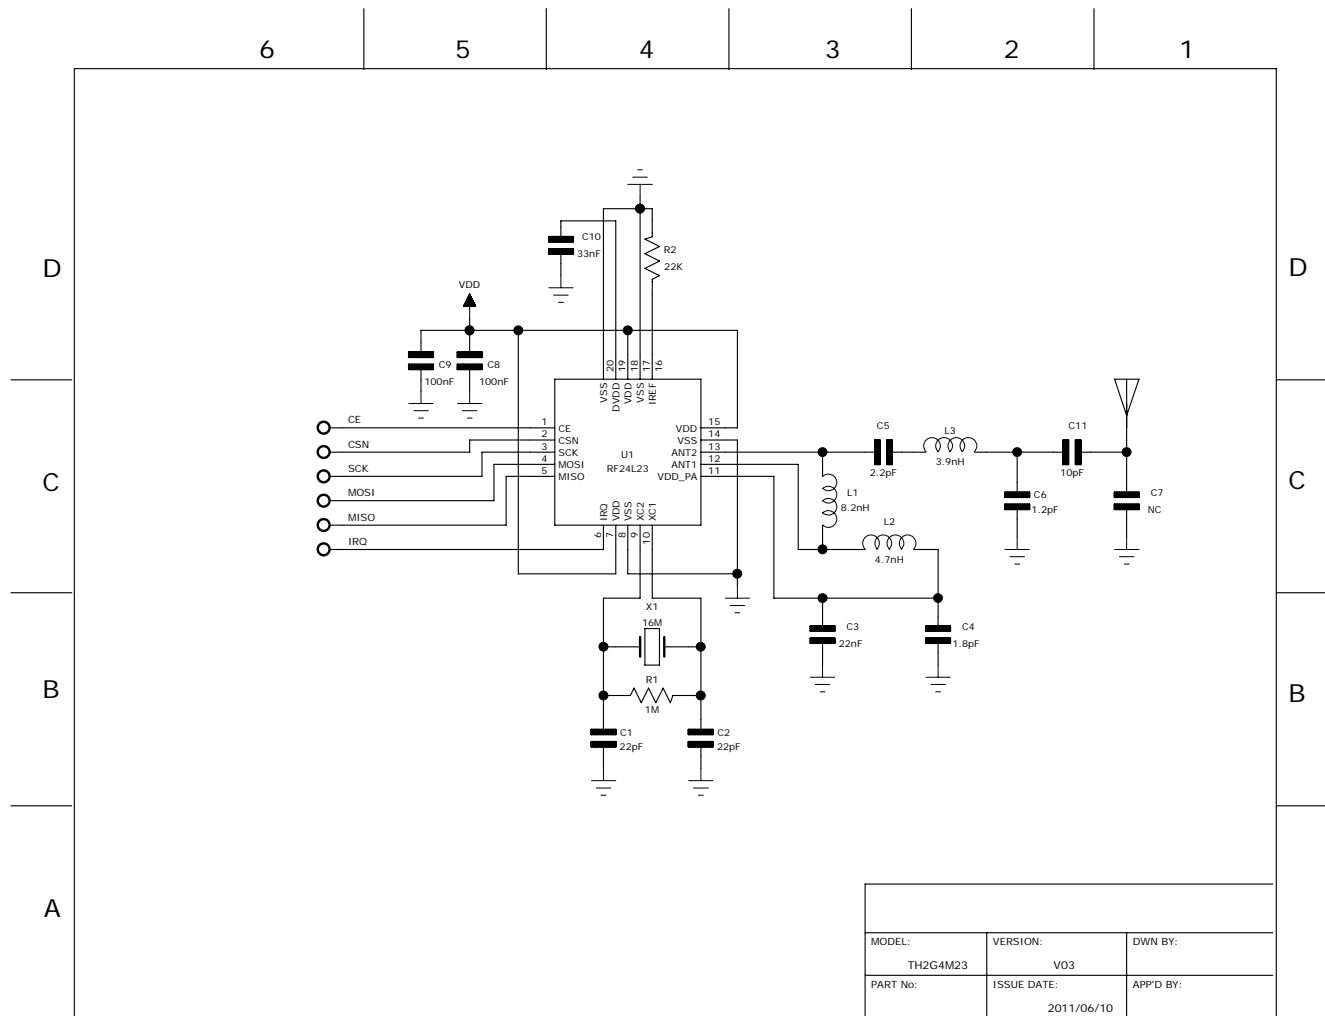 6 5 4 3 2 1
D
D
C
C
B
B
A
C10
33nF
R2
22K
VDD
C9
100nF
C8
100nF
20 19 18 17 16
VSS DVDD VDD VSS IREF
CE
CSN
SCK
MOSI
MISO
IRQ
1 CE
2 CSN
3 SCK
4 MOSI
5 MISO
U1
RF24L23
VDD 15
VSS 14
ANT2 13
ANT1 12
VDD_PA 11
IRQ VDD VSS XC2 XC1
6 7 8 9 10
C5
2.2pF
L3
3.9nH
C11
10pF
L1
8.2nH
C6
1.2pF
C7
NC
L2
4.7nH
X1
16M
C3
22nF
C4
1.8pF
R1
1M
C1
22pF
C2
22pF
MODEL:
TH2G4M23
VERSION:
V03
DWN BY:
PART No:
ISSUE DATE:
2011/06/10
APP'D BY: